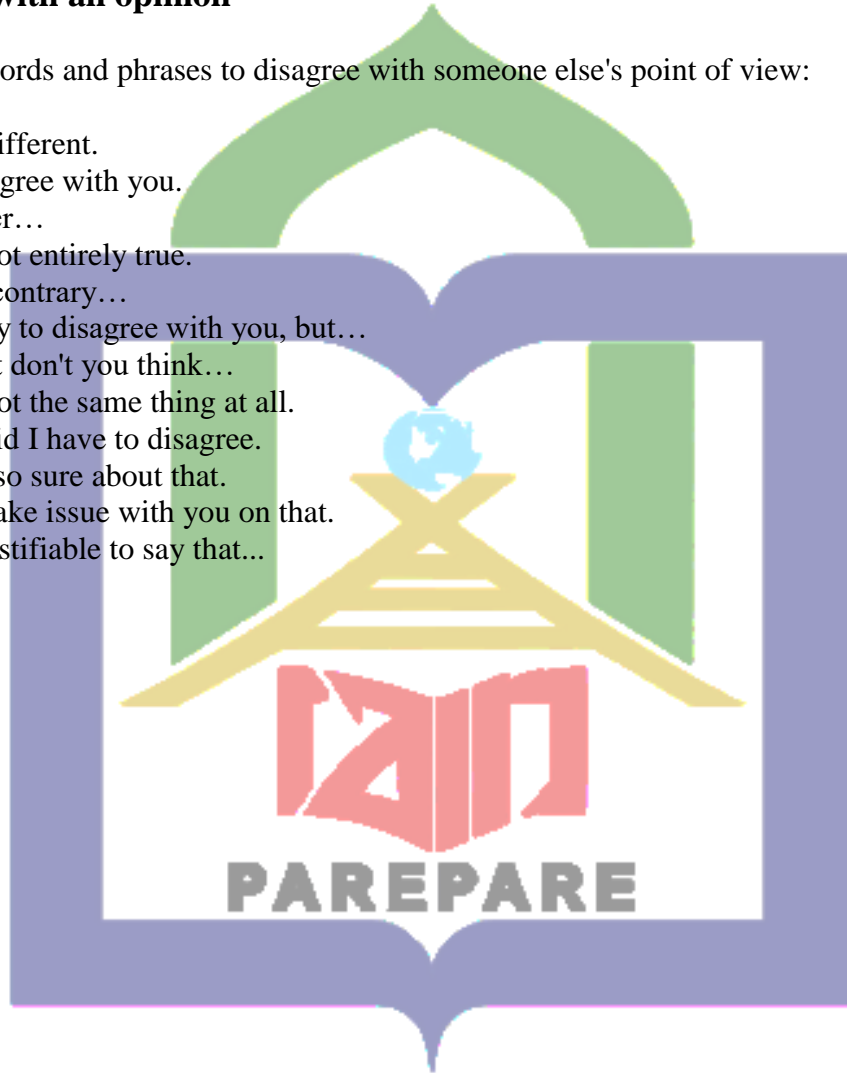 with an opinion
ords and phrases to disagree with someone else's point of view:
ifferent.
gree with you.
er…
ot entirely true.
contrary…
y to disagree with you, but…
t don't you think…
ot the same thing at all.
id I have to disagree.
so sure about that.
ake issue with you on that.
stifiable to say that...
iain
PAREPARE